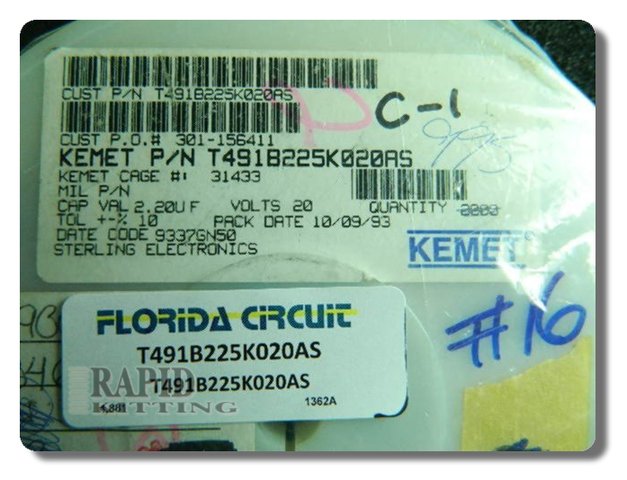 CUST P/N T491B225K020AS
C-1
CUST P.O.# 301-156411
KEMET P/N T491B225K020AS
KEMET CAGE #: 31433
MIL P/N
CAP VAL 2.20UF VOLTS 20 QUANTITY
TOL +-% 10 PACK DATE 10/09/93
DATE CODE 9337GN50
STERLING ELECTRONICS
KEMET
#16
FLORIDA CIRCUIT
T491B225K020AS
T491B225K020AS
RAPID
KITTING
1362A